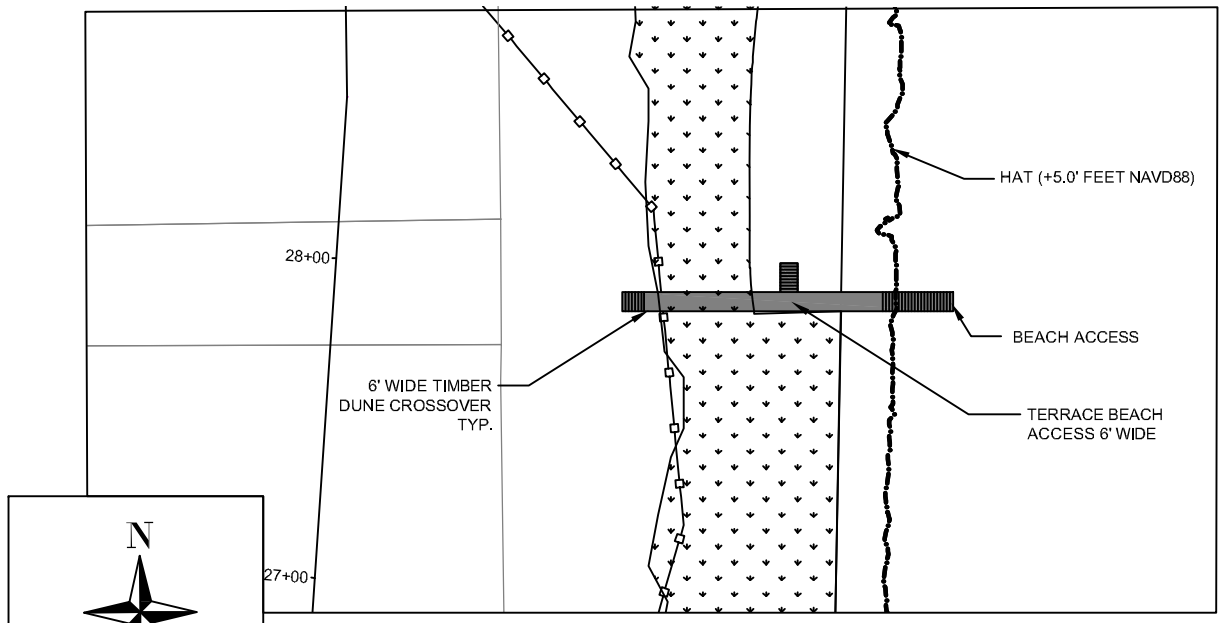 HAT (+5.0' FEET NAVD88)
28+00
BEACH ACCESS
6' WIDE TIMBER
DUNE CROSSOVER
TYP.
TERRACE BEACH
ACCESS 6' WIDE
N
27+00